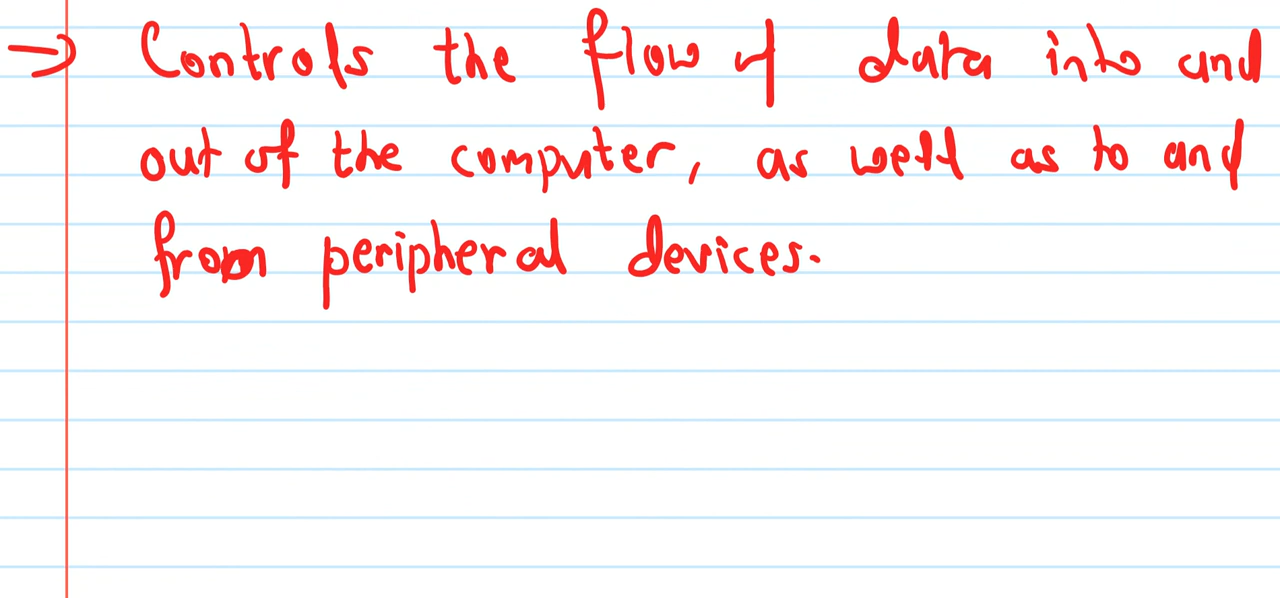 → Controls the flow of data into and
out of the computer, as well as to and
from peripheral devices.